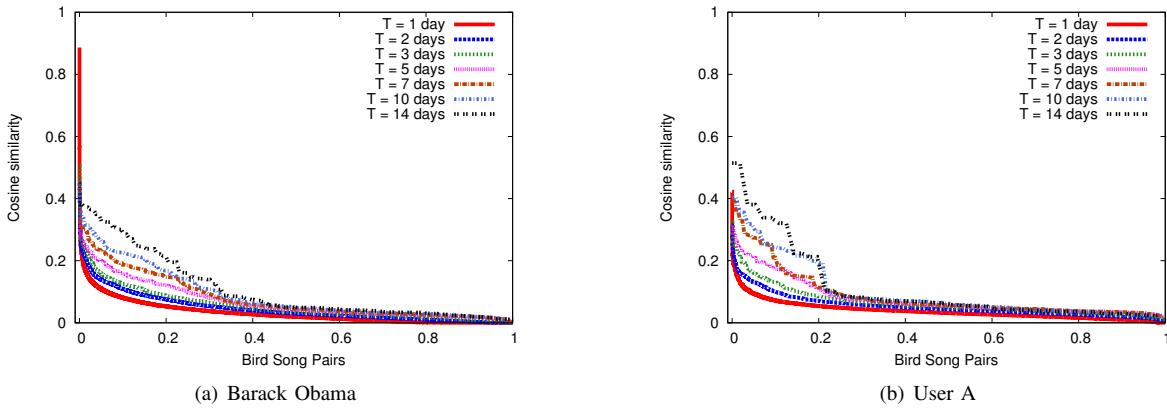 Cosine similarity
1
0.8
0.6
0.4
0.2
0
0
0.2
0.4
0.6
0.8
1
Bird Song Pairs
T = 1 day
T = 2 days
T = 3 days
T = 5 days
T = 7 days
T = 10 days
T = 14 days
(a) Barack Obama
Cosine similarity
1
0.8
0.6
0.4
0.2
0
0
0.2
0.4
0.6
0.8
1
Bird Song Pairs
T = 1 day
T = 2 days
T = 3 days
T = 5 days
T = 7 days
T = 10 days
T = 14 days
(b) User A